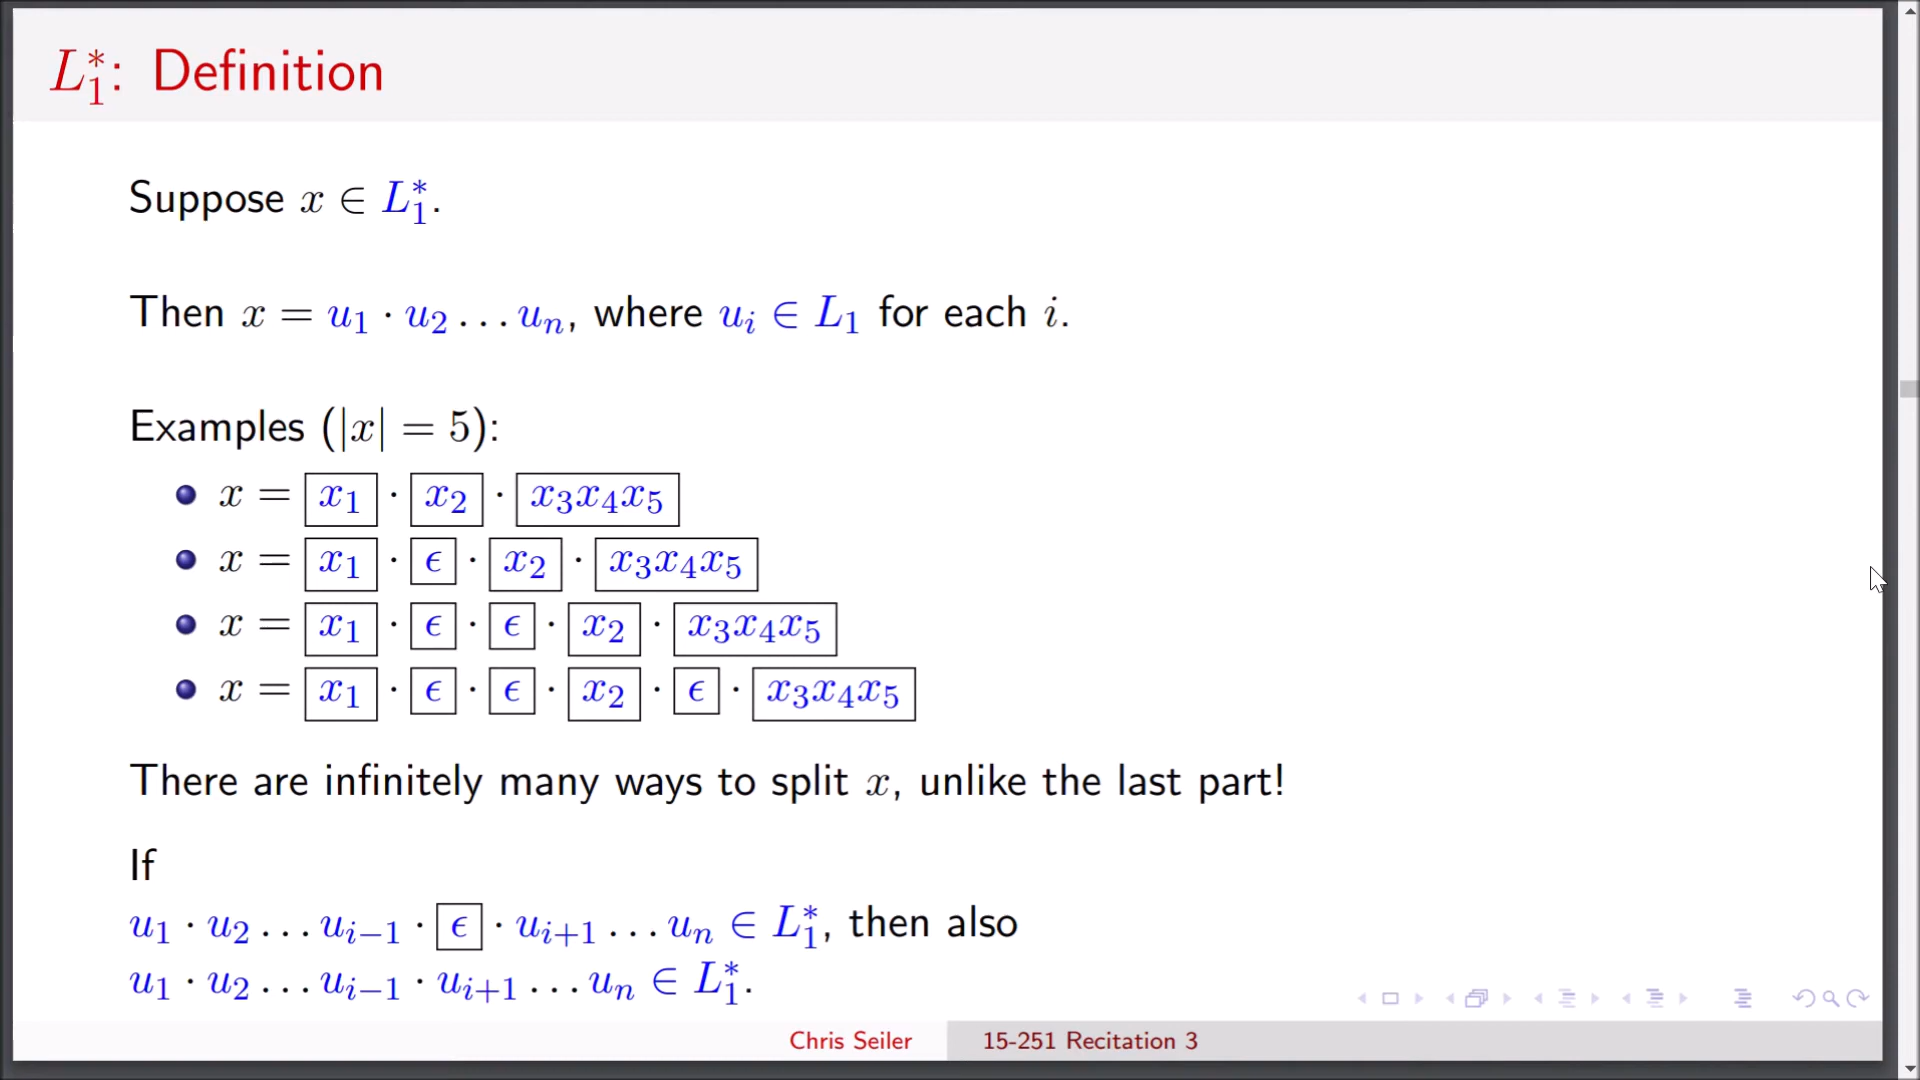 L₁*: Definition
Suppose x ∈ L₁*.
Then x = u₁ · u₂ … uₙ, where uᵢ ∈ L₁ for each i.
Examples (|x| = 5):
x = x₁ · x₂ · x₃x₄x₅
x = x₁ · ϵ · x₂ · x₃x₄x₅
x = x₁ · ϵ · ϵ · x₂ · x₃x₄x₅
x = x₁ · ϵ · ϵ · x₂ · ϵ · x₃x₄x₅
There are infinitely many ways to split x, unlike the last part!
If
u₁ · u₂ … uᵢ₋₁ · ϵ · uᵢ₊₁ … uₙ ∈ L₁*, then also
u₁ · u₂ … uᵢ₋₁ · uᵢ₊₁ … uₙ ∈ L₁*.
Chris Seiler 15-251 Recitation 3